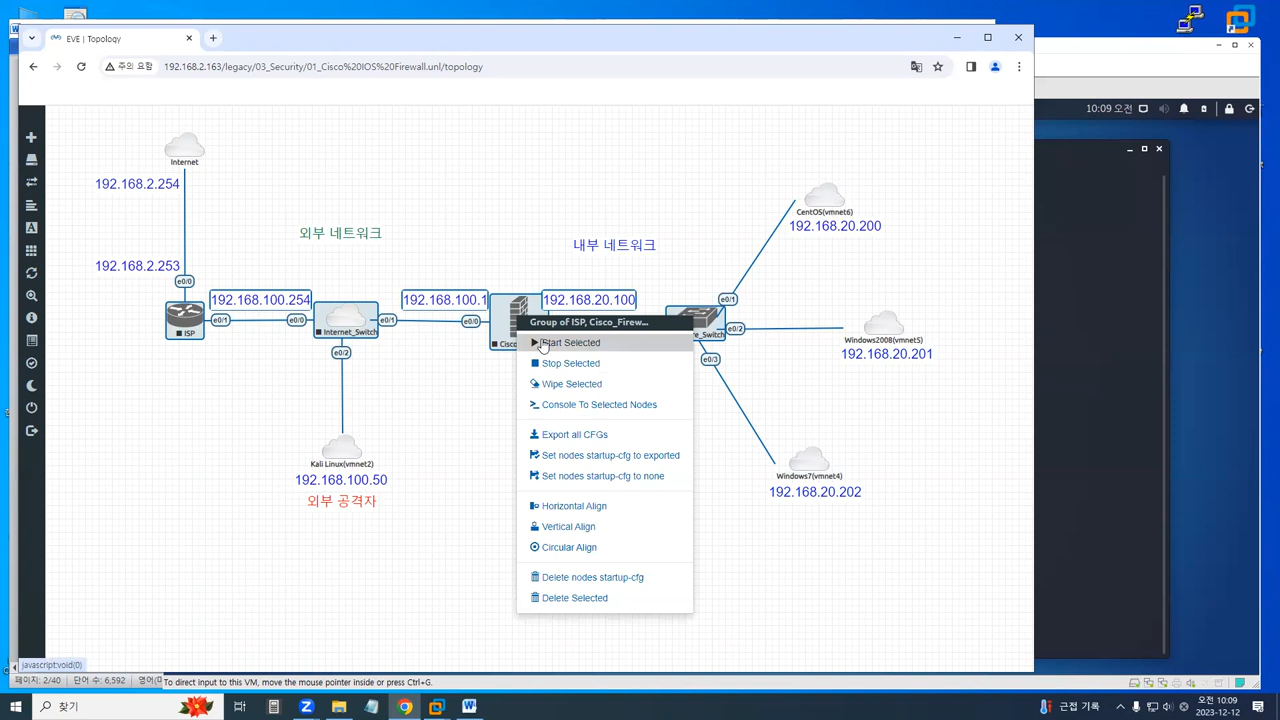 EVE | Topology
주의 요함
192.168.2.163/legacy/03_Security/01_Cisco%20IOS%20Firewall.unl/topology
10:09 오전
Internet
192.168.2.254
외부 네트워크
내부 네트워크
CentOS(vmnet6)
192.168.20.200
192.168.2.253
e0/0
192.168.100.254
192.168.100.1
192.168.20.100
e0/1
ISP
e0/1
e0/0
Internet_Switch
e0/1
e0/0
Cisco
Group of ISP, Cisco_Firew...
e0/2
Windows2008(vmnet5)
192.168.20.201
e0/2
e0/3
Start Selected
Stop Selected
Wipe Selected
Console To Selected Nodes
Export all CFGs
Set nodes startup-cfg to exported
Set nodes startup-cfg to none
Horizontal Align
Vertical Align
Circular Align
Delete nodes startup-cfg
Delete Selected
Kali Linux(vmnet2)
192.168.100.50
외부 공격자
Windows7(vmnet4)
192.168.20.202
javascript:void(0)
2/40
단어 수: 6,592
To direct input to this VM, move the mouse pointer inside or press Ctrl+G.
찾기
근접 기록
오전 10:09
2023-12-12